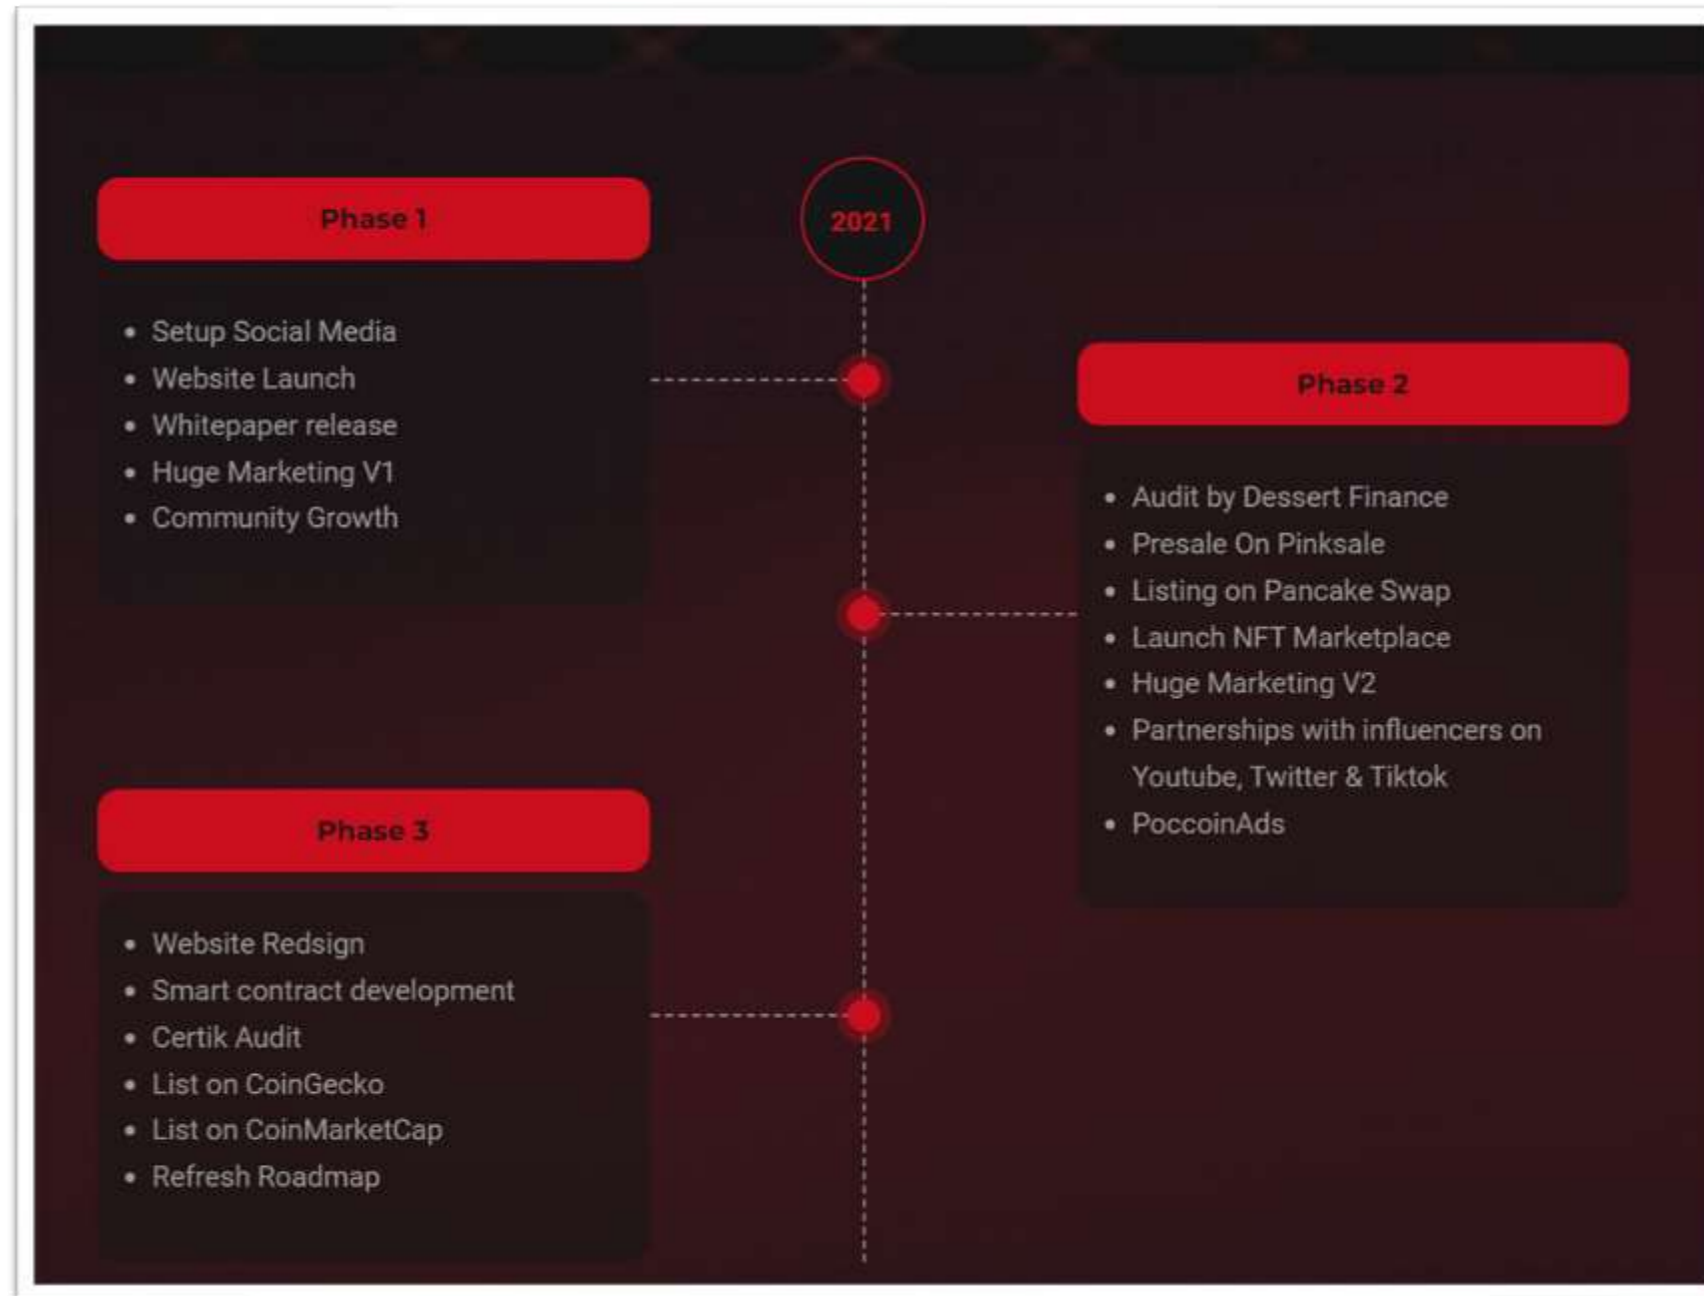 2021
Phase 1
Setup Social Media
Website Launch
Whitepaper release
Huge Marketing V1
Community Growth
Phase 2
Audit by Dessert Finance
Presale On Pinksale
Listing on Pancake Swap
Launch NFT Marketplace
Huge Marketing V2
Partnerships with influencers on
Youtube, Twitter & Tiktok
PoccoinAds
Phase 3
Website Redsign
Smart contract development
Certik Audit
List on CoinGecko
List on CoinMarketCap
Refresh Roadmap